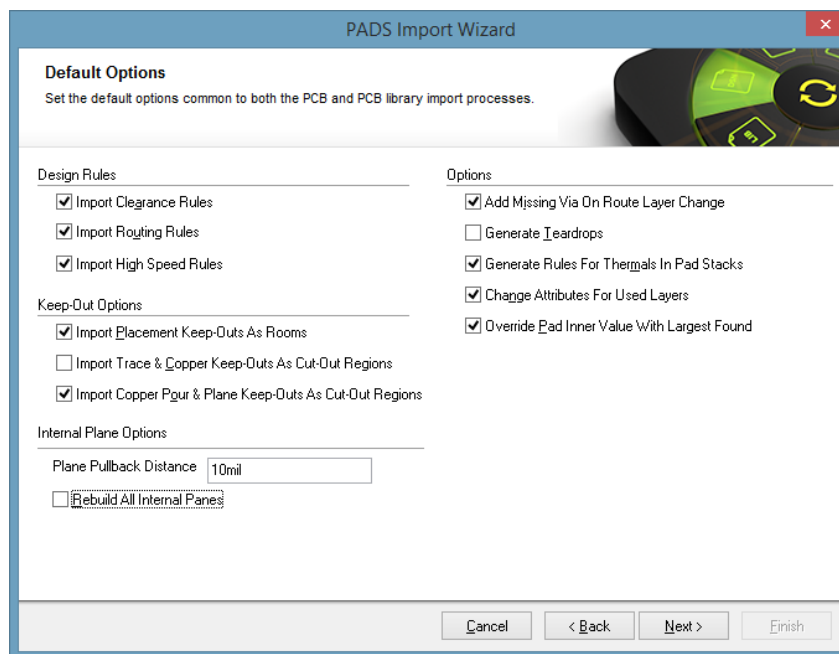 PADS Import Wizard
Default Options
Set the default options common to both the PCB and PCB library import processes.
Design Rules
Import Clearance Rules
Import Routing Rules
Import High Speed Rules
Keep-Out Options
Import Placement Keep-Outs As Rooms
Import Trace & Copper Keep-Outs As Cut-Out Regions
Import Copper Pour & Plane Keep-Outs As Cut-Out Regions
Internal Plane Options
Plane Pullback Distance 10mil
Rebuild All Internal Panes
Options
Add Missing Via On Route Layer Change
Generate Teardrops
Generate Rules For Thermals In Pad Stacks
Change Attributes For Used Layers
Override Pad Inner Value With Largest Found
Cancel
< Back
Next >
Finish